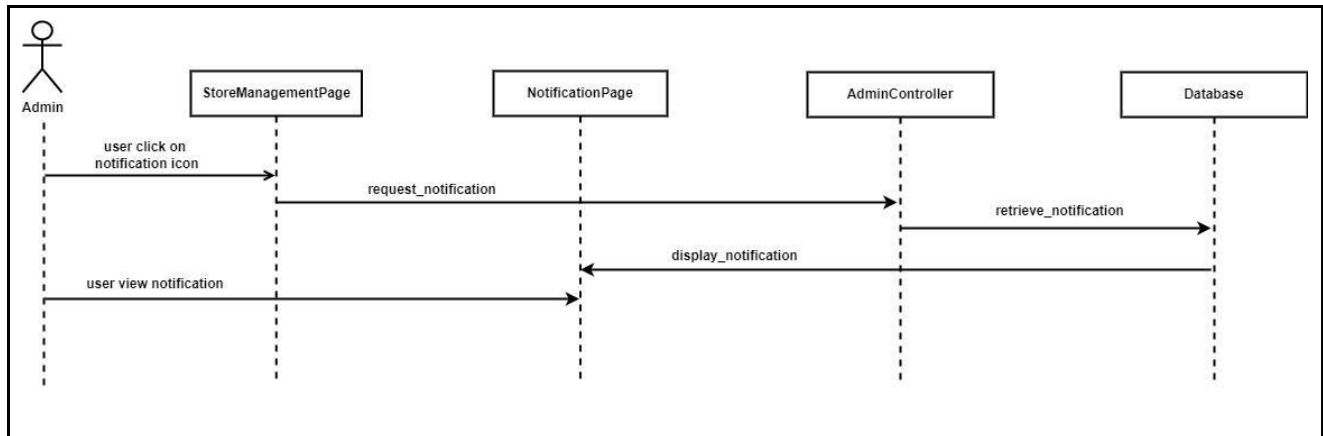 Admin
StoreManagementPage
NotificationPage
AdminController
Database
user click on
notification icon
request_notification
retrieve_notification
display_notification
user view notification